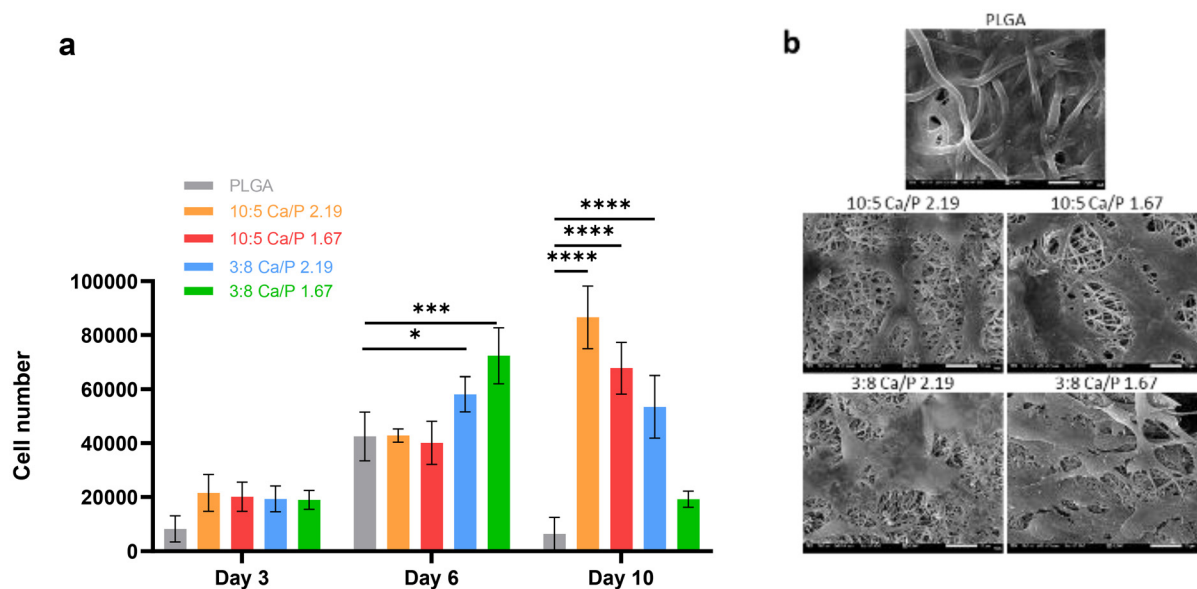 a
PLGA
10:5 Ca/P 2.19
10:5 Ca/P 1.67
3:8 Ca/P 2.19
3:8 Ca/P 1.67
****
****
****
***
*
Cell number
100000
80000
60000
40000
20000
0
Day 3 Day 6 Day 10
b
PLGA
10:5 Ca/P 2.19 10:5 Ca/P 1.67
3:8 Ca/P 2.19 3:8 Ca/P 1.67